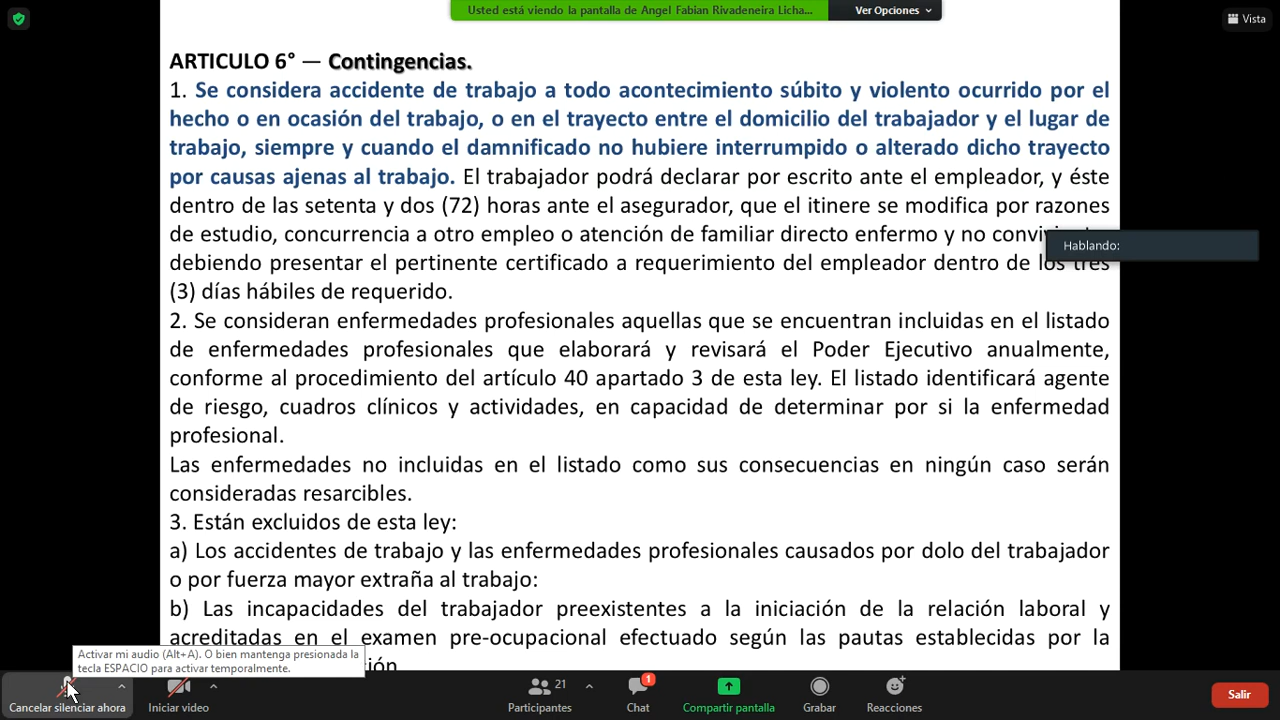 Usted está viendo la pantalla de Angel Fabian Rivadeneira Licha...
Ver Opciones
Vista
ARTICULO 6° — Contingencias.
1. Se considera accidente de trabajo a todo acontecimiento súbito y violento ocurrido por el
hecho o en ocasión del trabajo, o en el trayecto entre el domicilio del trabajador y el lugar de
trabajo, siempre y cuando el damnificado no hubiere interrumpido o alterado dicho trayecto
por causas ajenas al trabajo. El trabajador podrá declarar por escrito ante el empleador, y éste
dentro de las setenta y dos (72) horas ante el asegurador, que el itinere se modifica por razones
de estudio, concurrencia a otro empleo o atención de familiar directo enfermo y no
Hablando:
debiendo presentar el pertinente certificado a requerimiento del empleador dentro de los tres
(3) días hábiles de requerido.
2. Se consideran enfermedades profesionales aquellas que se encuentran incluidas en el listado
de enfermedades profesionales que elaborará y revisará el Poder Ejecutivo anualmente,
conforme al procedimiento del artículo 40 apartado 3 de esta ley. El listado identificará agente
de riesgo, cuadros clínicos y actividades, en capacidad de determinar por si la enfermedad
profesional.
Las enfermedades no incluidas en el listado como sus consecuencias en ningún caso serán
consideradas resarcibles.
3. Están excluidos de esta ley:
a) Los accidentes de trabajo y las enfermedades profesionales causados por dolo del trabajador
o por fuerza mayor extraña al trabajo:
b) Las incapacidades del trabajador preexistentes a la iniciación de la relación laboral y
acreditadas en el examen pre-ocupacional efectuado según las pautas establecidas por la
Activar mi audio (Alt+A). O bien mantenga presionada la
tecla ESPACIO para activar temporalmente.
Cancelar silenciar ahora
Iniciar video
Participantes
21
Chat
1
Compartir pantalla
Grabar
Reacciones
Salir